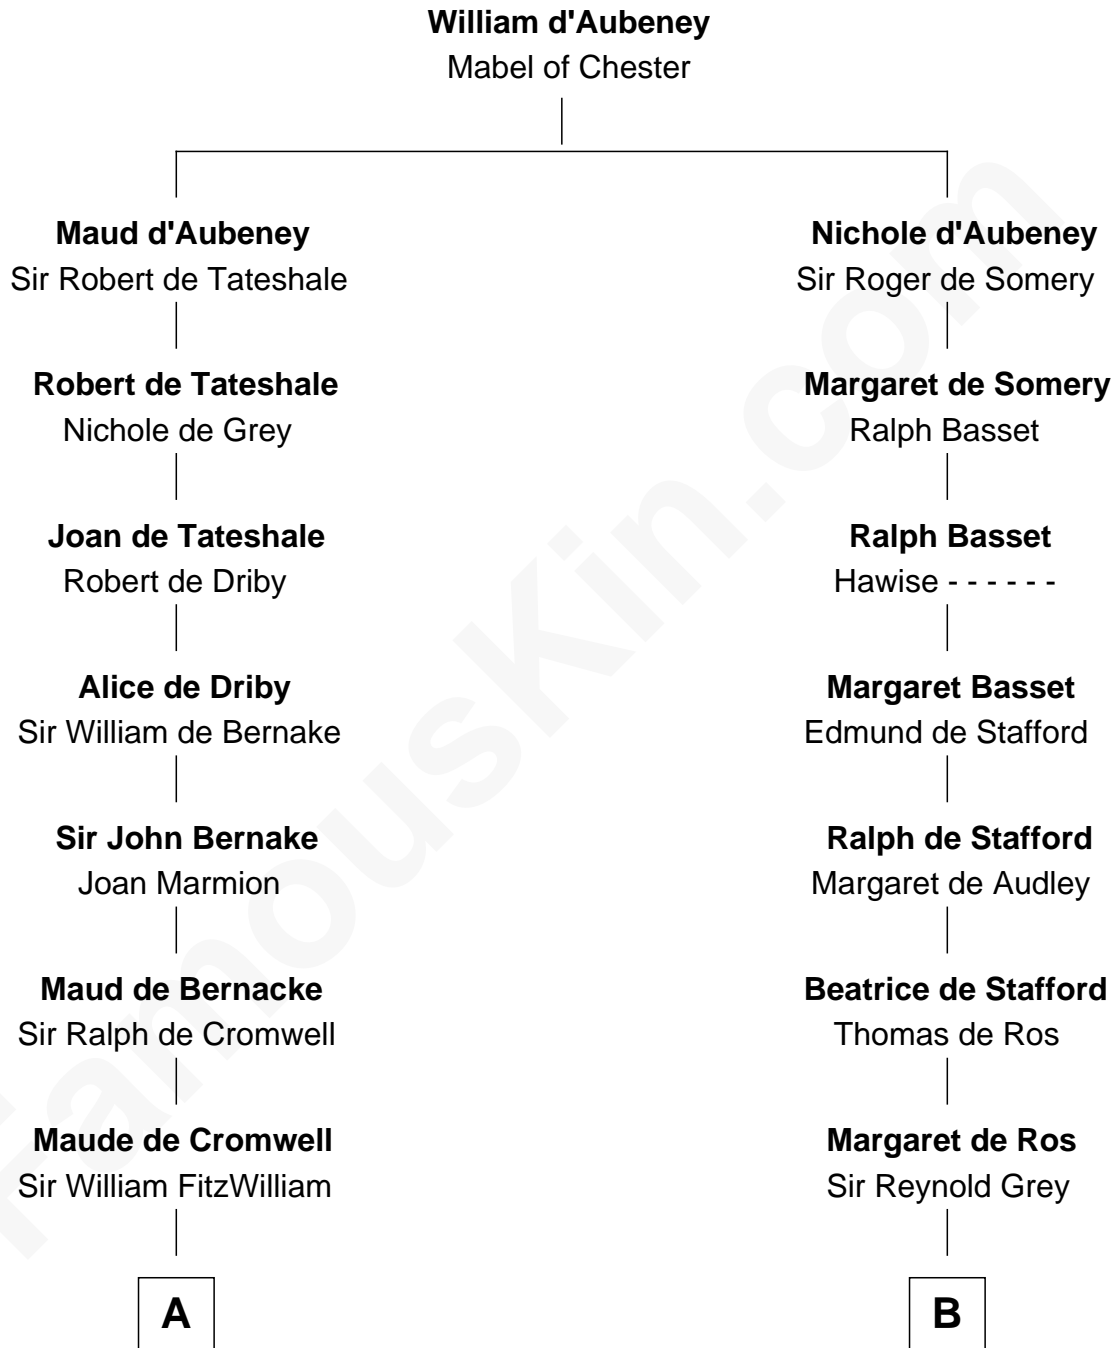 William d'Aubeney
Mabel of Chester
Maud d'Aubeney
Sir Robert de Tateshale
Nichole d'Aubeney
Sir Roger de Somery
Robert de Tateshale
Nichole de Grey
Margaret de Somery
Ralph Basset
Joan de Tateshale
Robert de Driby
Ralph Basset
Hawise - - - - - -
Alice de Driby
Sir William de Bernake
Margaret Basset
Edmund de Stafford
Sir John Bernake
Joan Marmion
Ralph de Stafford
Margaret de Audley
Maud de Bernacke
Sir Ralph de Cromwell
Beatrice de Stafford
Thomas de Ros
Maude de Cromwell
Sir William FitzWilliam
Margaret de Ros
Sir Reynold Grey
A
B
FamousKin.com